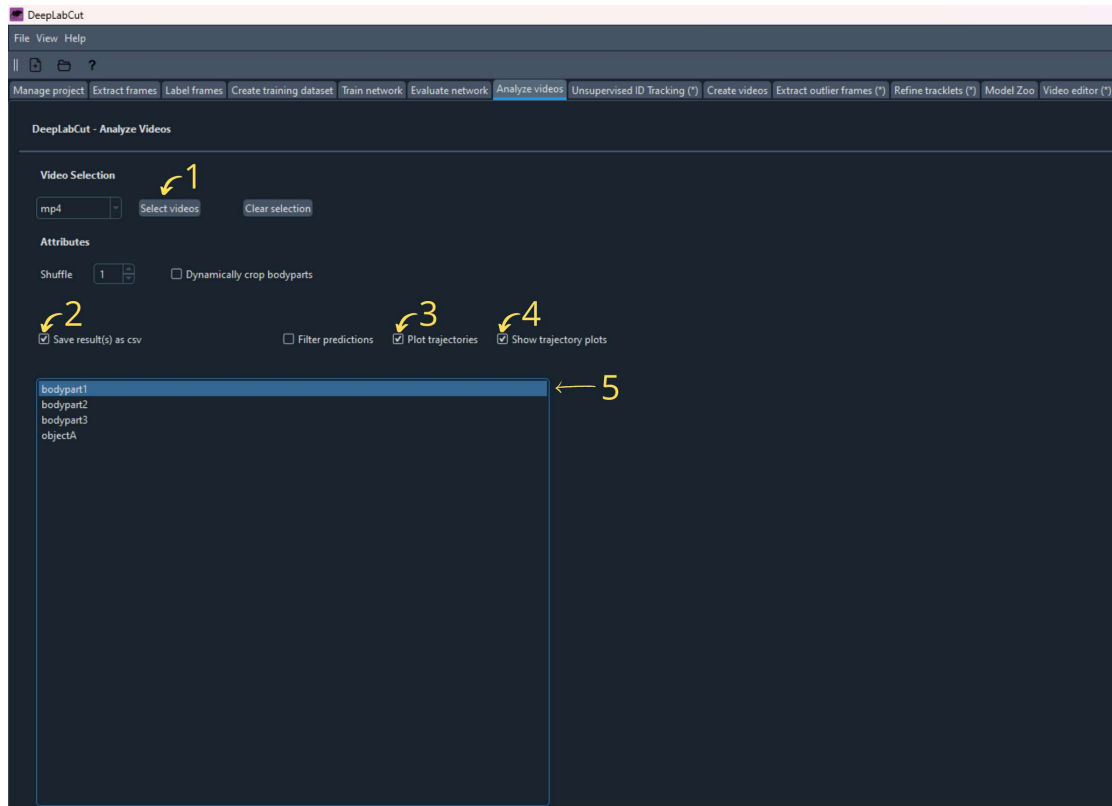 DeepLabCut
File View Help
?
Manage project Extract frames Label frames Create training dataset Train network Evaluate network Analyze videos Unsupervised ID Tracking (*) Create videos Extract outlier frames (*) Refine tracklets (*) Model Zoo Video editor (*)
DeepLabCut - Analyze Videos
Video Selection
1
mp4 Select videos Clear selection
Attributes
Shuffle 1 Dynamically crop bodyparts
2 3 4
Save result(s) as csv Filter predictions Plot trajectories Show trajectory plots
bodypart1 5
bodypart2
bodypart3
objectA